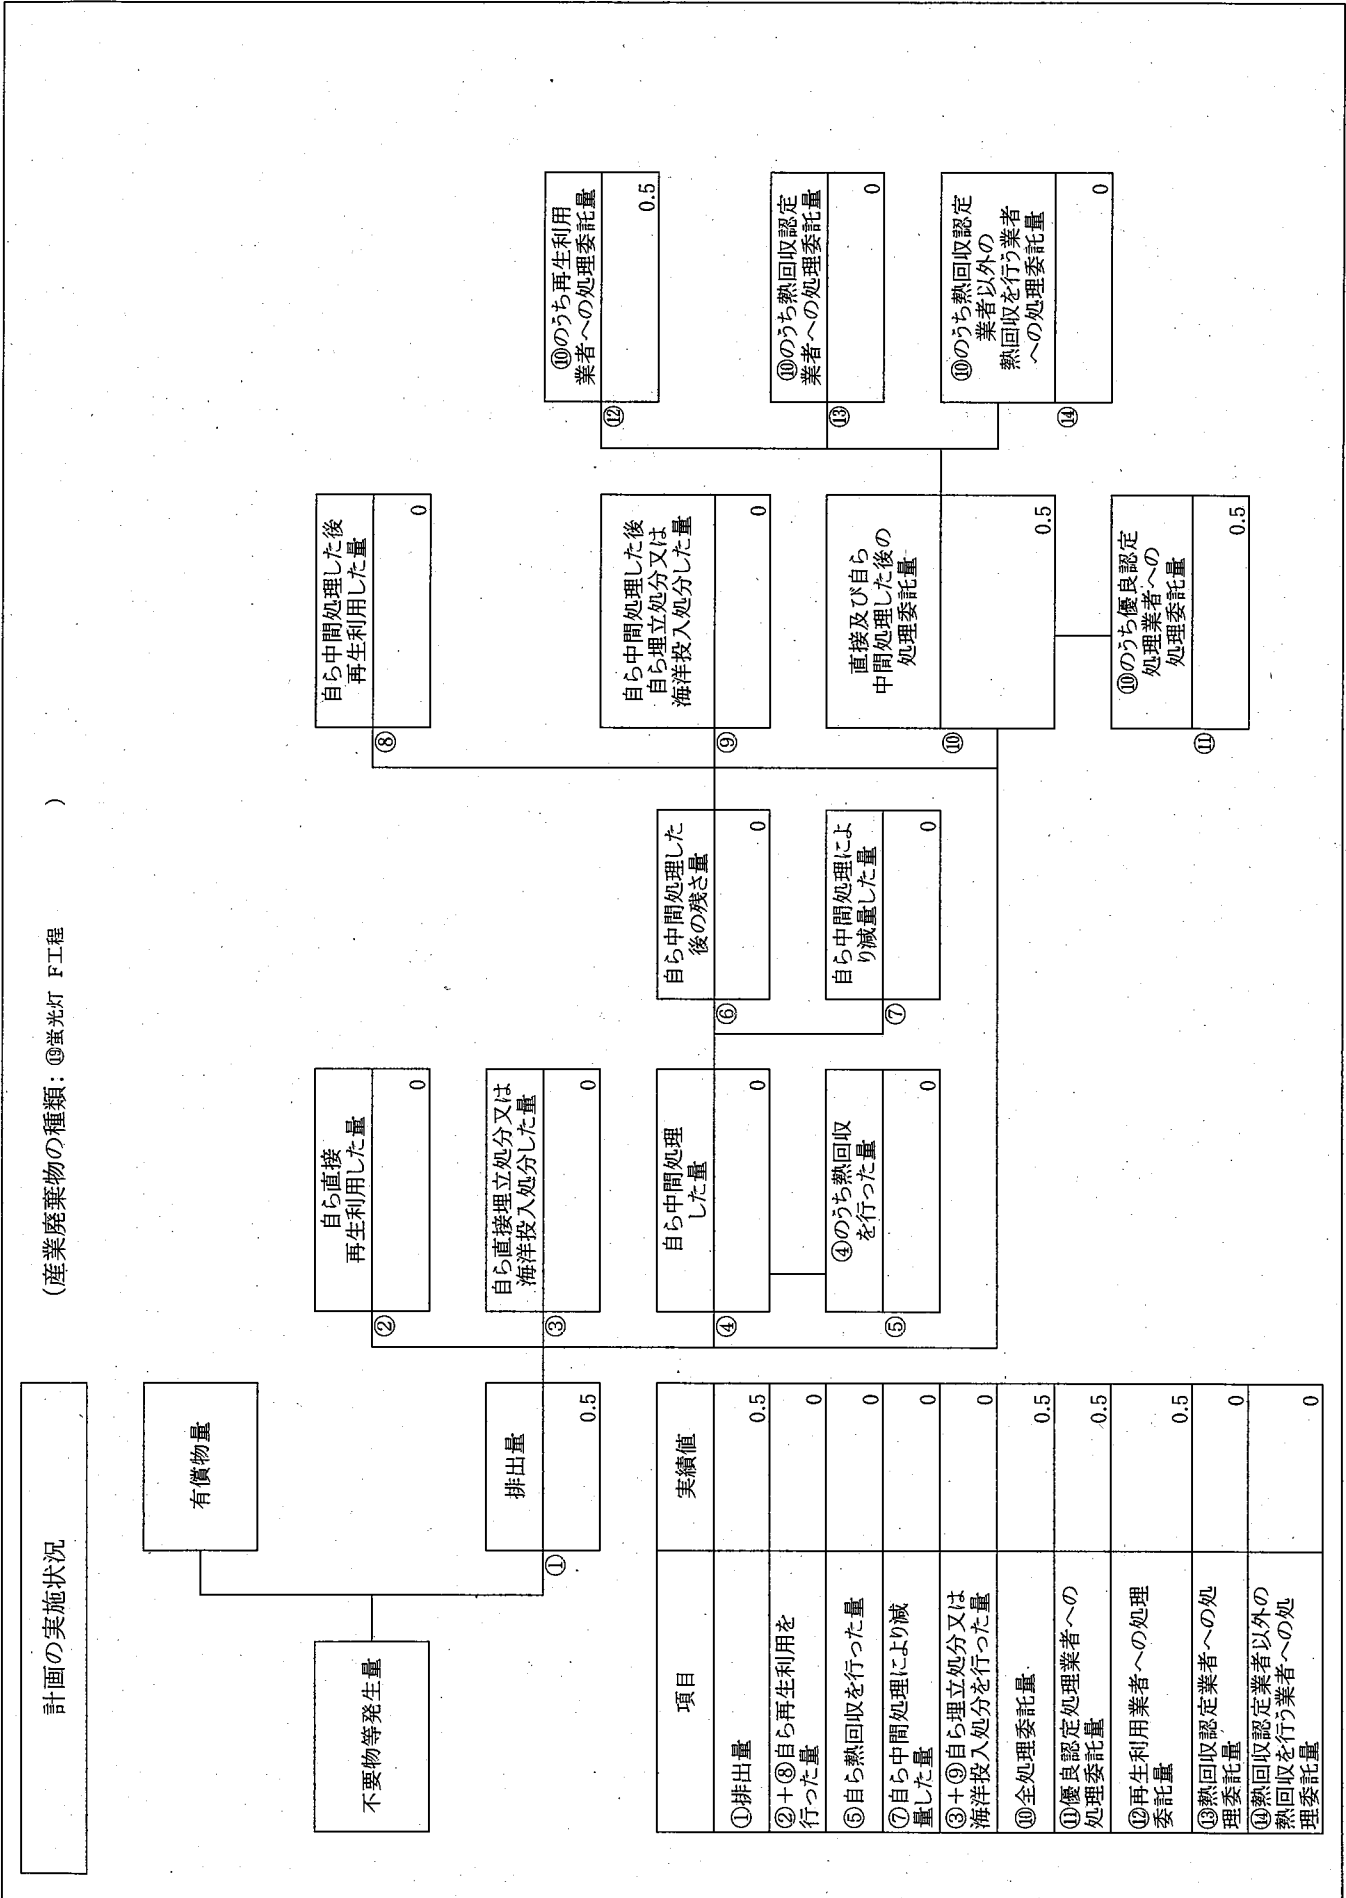 計画の実施状況
(産業廃棄物の種類：⑲蛍光灯 F工程 )
不要物等発生量
有償物量
①
排出量
0.5
②
自ら直接
再生利用した量
0
③
自ら直接埋立処分又は
海洋投入処分した量
0
④
自ら中間処理
した量
0
⑤
④のうち熱回収
を行った量
0
⑥
自ら中間処理した
後の残さ量
0
⑦
自ら中間処理によ
り減量した量
0
⑧
自ら中間処理した後
再生利用した量
0
⑨
自ら中間処理した後
自ら埋立処分又は
海洋投入処分した量
0
⑩
直接及び自ら
中間処理した後の
処理委託量
0.5
⑪
⑩のうち優良認定
処理業者への
処理委託量
0.5
⑫
⑩のうち再生利用
業者への処理委託量
0.5
⑬
⑩のうち熱回収認定
業者への処理委託量
0
⑭
⑩のうち熱回収認定
業者以外の
熱回収を行う業者
への処理委託量
0
項目 実績値
①排出量 0.5
②＋⑧自ら再生利用を
行った量 0
⑤自ら熱回収を行った量 0
⑦自ら中間処理により減
量した量 0
③＋⑨自ら埋立処分又は
海洋投入処分を行った量 0
⑩全処理委託量 0.5
⑪優良認定処理業者への
処理委託量 0.5
⑫再生利用業者への処理
委託量 0.5
⑬熱回収認定業者への処
理委託量 0
⑭熱回収認定業者以外の
熱回収を行う業者への処
理委託量 0